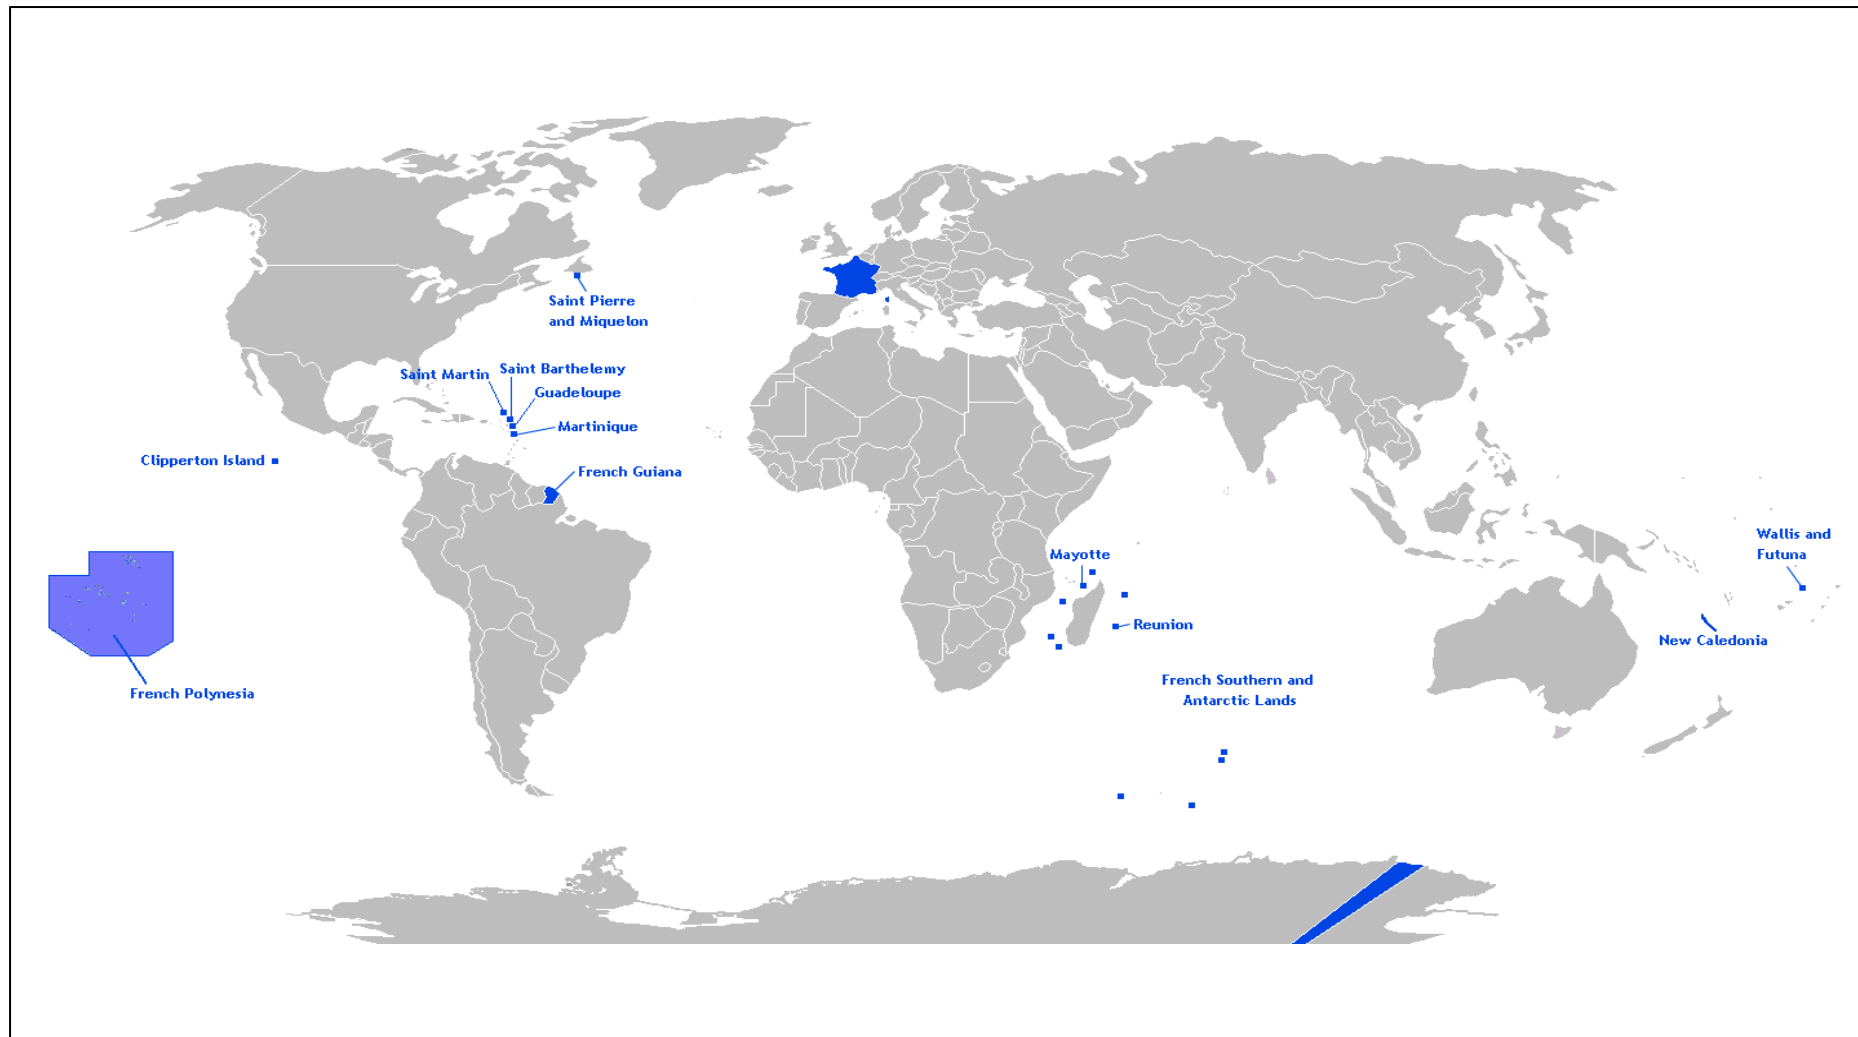 Saint Pierre
and Miquelon
Saint Barthelemy
Saint Martin
Guadeloupe
Martinique
Clipperton Island
French Guiana
Wallis and
Futuna
Mayotte
Reunion
New Caledonia
French Southern and
Antarctic Lands
French Polynesia